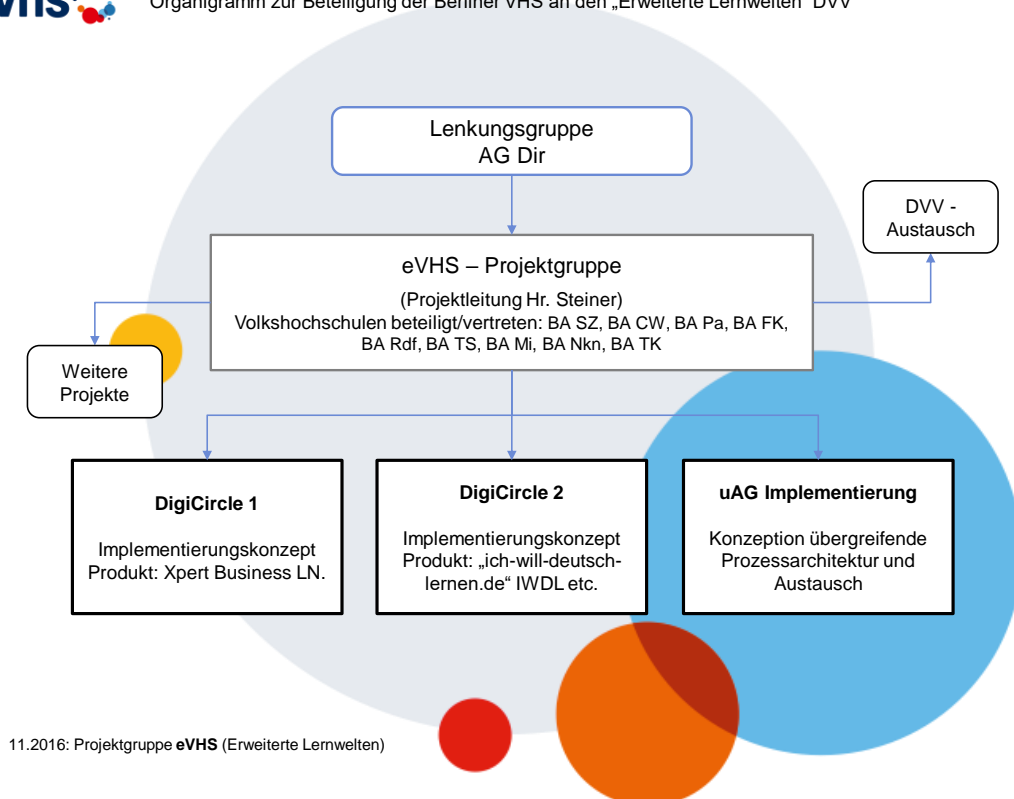 vhs
Organigramm zur Beteiligung der Berliner VHS an den „Erweiterte Lernwelten“ DVV
Lenkungsgruppe
AG Dir
DVV -
Austausch
eVHS – Projektgruppe
(Projektleitung Hr. Steiner)
Volkshochschulen beteiligt/vertreten: BA SZ, BA CW, BA Pa, BA FK,
BA Rdf, BA TS, BA Mi, BA Nkn, BA TK
Weitere
Projekte
DigiCircle 1
Implementierungskonzept
Produkt: Xpert Business LN.
DigiCircle 2
Implementierungskonzept
Produkt: „ich-will-deutsch-
lernen.de“ IWDL etc.
uAG Implementierung
Konzeption übergreifende
Prozessarchitektur und
Austausch
11.2016: Projektgruppe eVHS (Erweiterte Lernwelten)